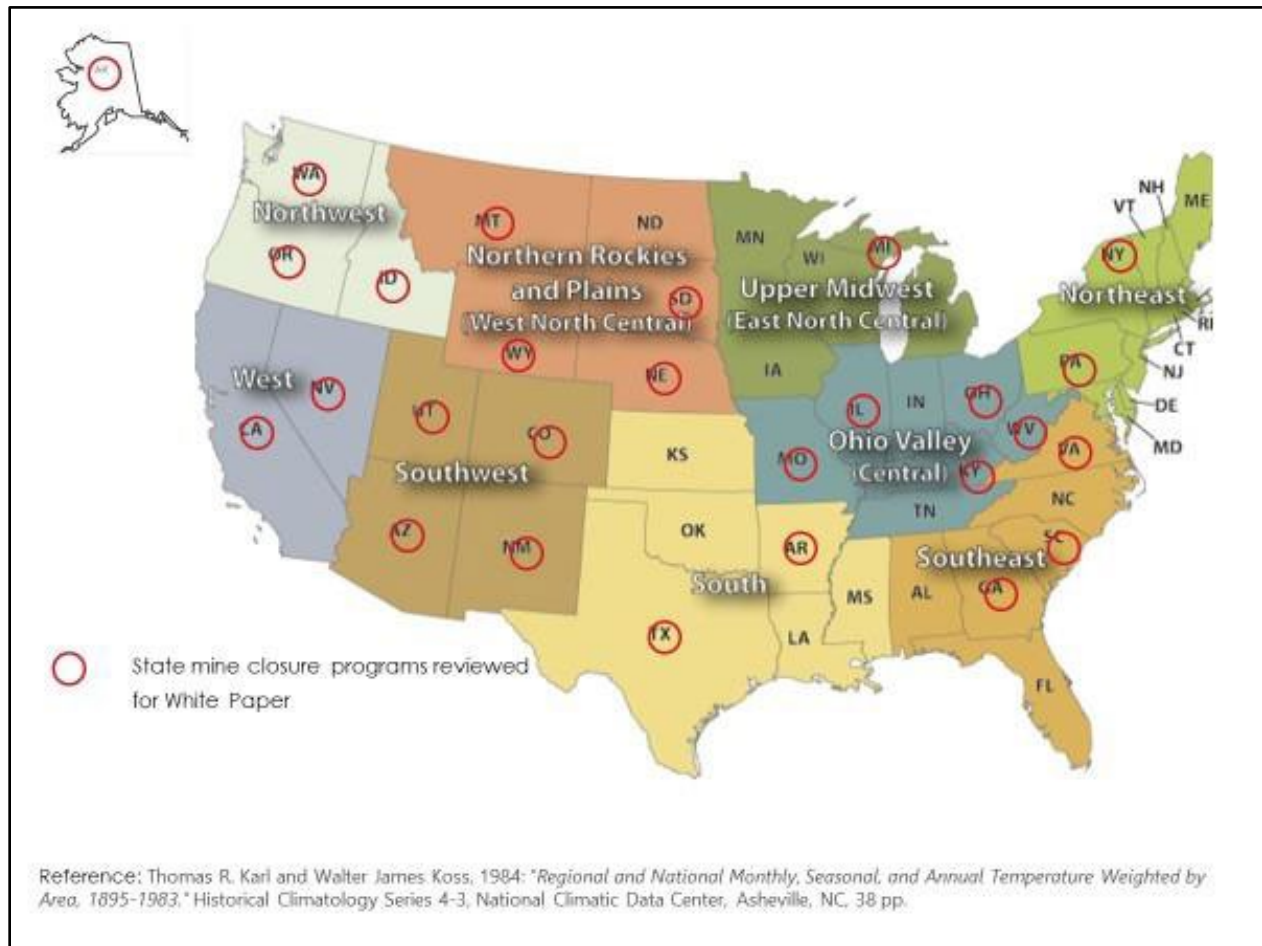 AK
WA
Northwest
OR
ID
MT
ND
Northern Rockies
and Plains
(West North Central)
SD
WY
NE
MN
WI
MI
Upper Midwest
(East North Central)
IA
VT
NH
ME
NY
Northeast
RI
CT
PA
NJ
DE
MD
West
NV
CA
UT
CO
Southwest
AZ
NM
KS
OK
TX
South
AR
LA
MS
IL
IN
OH
WV
Ohio Valley
(Central)
MO
KY
TN
VA
NC
SC
Southeast
AL
GA
FL
State mine closure programs reviewed
for White Paper
Reference: Thomas R. Karl and Walter James Koss, 1984: "Regional and National Monthly, Seasonal, and Annual Temperature Weighted by
Area, 1895-1983." Historical Climatology Series 4-3, National Climatic Data Center, Asheville, NC, 38 pp.